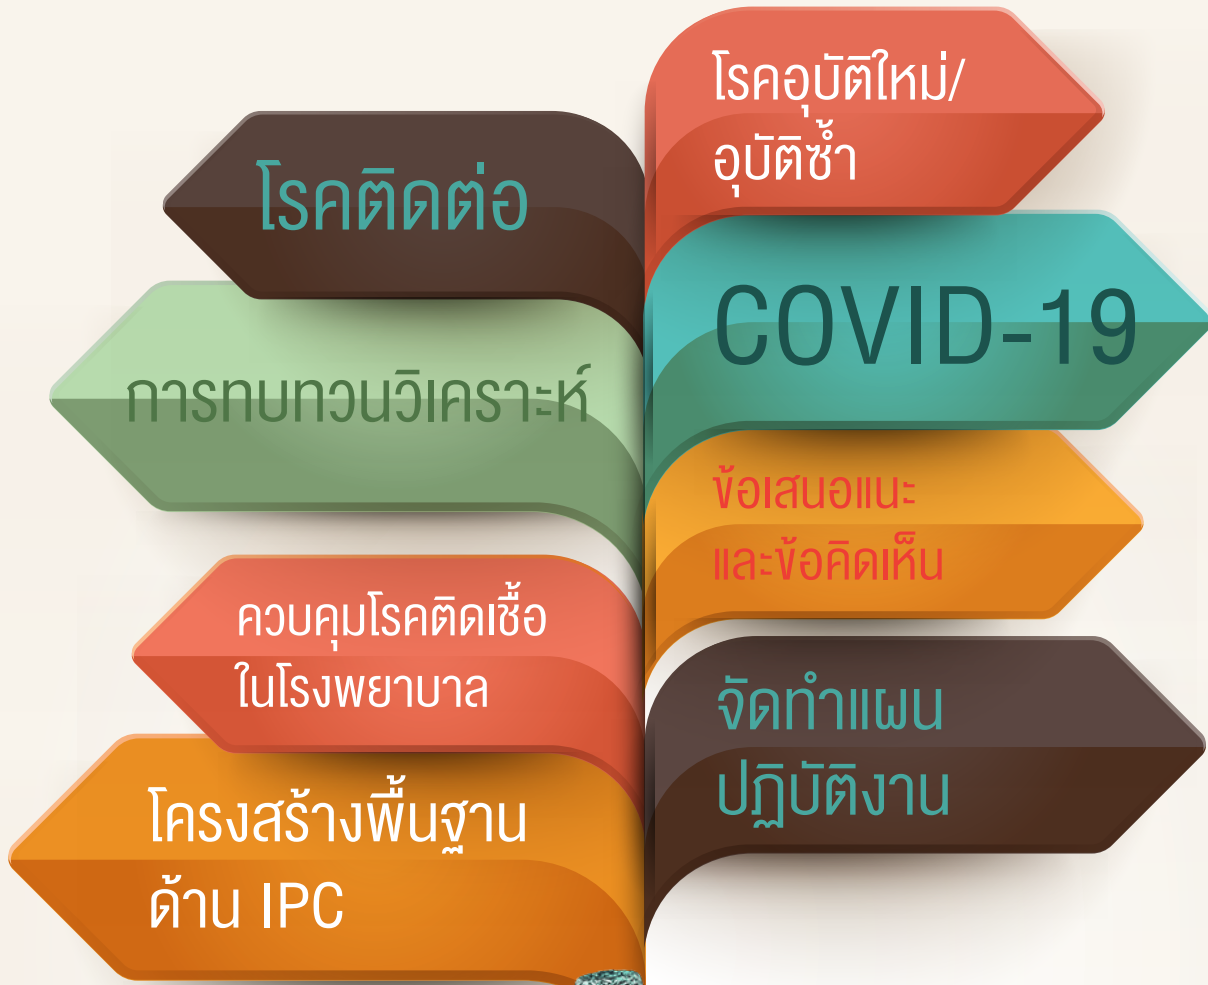 โรคอุบัติใหม่/
อุบัติซ้ำ
โรคติดต่อ
COVID-19
การทบทวนวิเคราะห์
ข้อเสนอแนะ
และข้อคิดเห็น
ควบคุมโรคติดเชื้อ
ในโรงพยาบาล
จัดทำแผน
ปฏิบัติงาน
โครงสร้างพื้นฐาน
ด้าน IPC